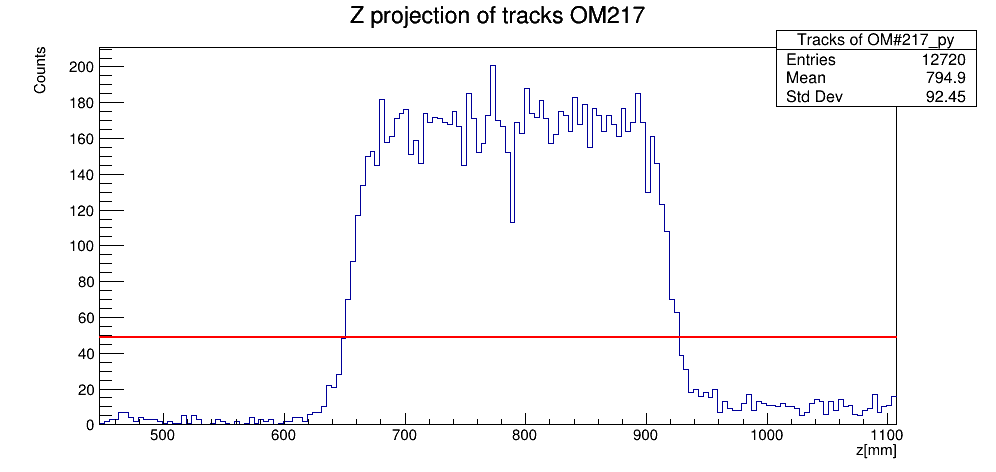 Z projection of tracks OM217
Tracks of OM#217_py
Entries 12720
Mean 794.9
Std Dev 92.45
Counts
200
180
160
140
120
100
80
60
40
20
0
500 600 700 800 900 1000 1100
z[mm]